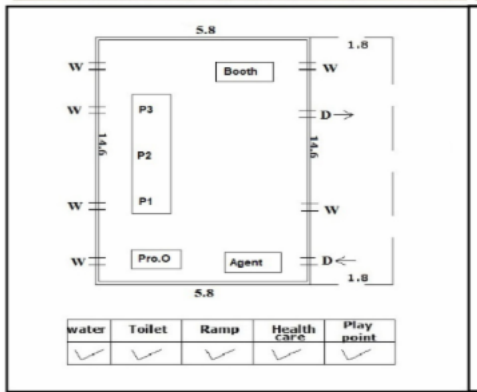 5.8
1.8
W Booth W
W P3 D
14.6 P2 14.6
W P1 W
W Pro.O Agent D
5.8 1.8
water Toilet Ramp Health care Play point